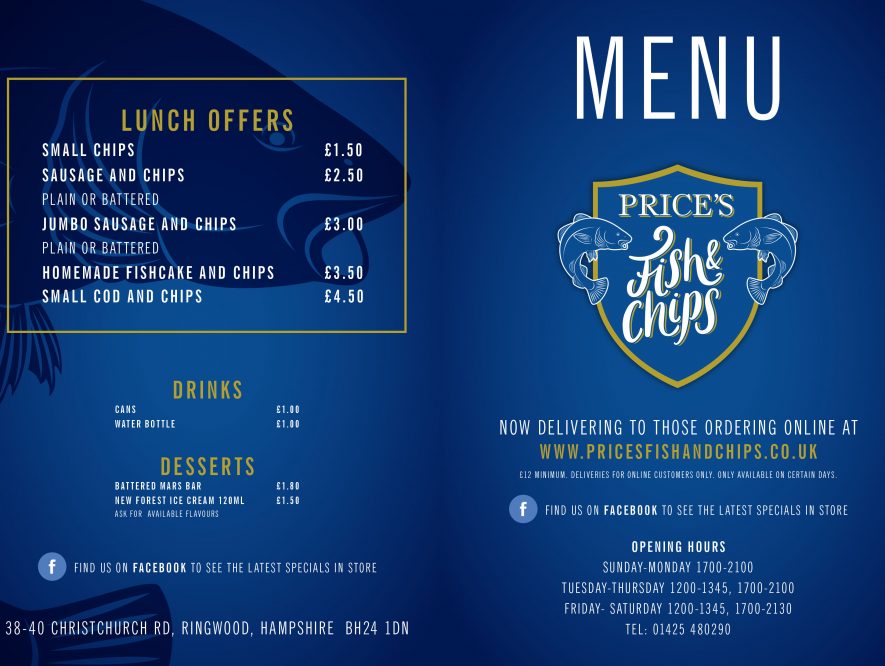 LUNCH OFFERS
SMALL CHIPS £1.50
SAUSAGE AND CHIPS £2.50
PLAIN OR BATTERED
JUMBO SAUSAGE AND CHIPS £3.00
PLAIN OR BATTERED
HOMEMADE FISHCAKE AND CHIPS £3.50
SMALL COD AND CHIPS £4.50
DRINKS
CANS £1.00
WATER BOTTLE £1.00
DESSERTS
BATTERED MARS BAR £1.80
NEW FOREST ICE CREAM 120ML £1.50
ASK FOR AVAILABLE FLAVOURS
f FIND US ON FACEBOOK TO SEE THE LATEST SPECIALS IN STORE
38-40 CHRISTCHURCH RD, RINGWOOD, HAMPSHIRE BH24 1DN
MENU
PRICE'S
Fish &
Chips
NOW DELIVERING TO THOSE ORDERING ONLINE AT
WWW.PRICESFISHANDCHIPS.CO.UK
£12 MINIMUM. DELIVERIES FOR ONLINE CUSTOMERS ONLY. ONLY AVAILABLE ON CERTAIN DAYS.
f FIND US ON FACEBOOK TO SEE THE LATEST SPECIALS IN STORE
OPENING HOURS
SUNDAY-MONDAY 1700-2100
TUESDAY-THURSDAY 1200-1345, 1700-2100
FRIDAY- SATURDAY 1200-1345, 1700-2130
TEL: 01425 480290